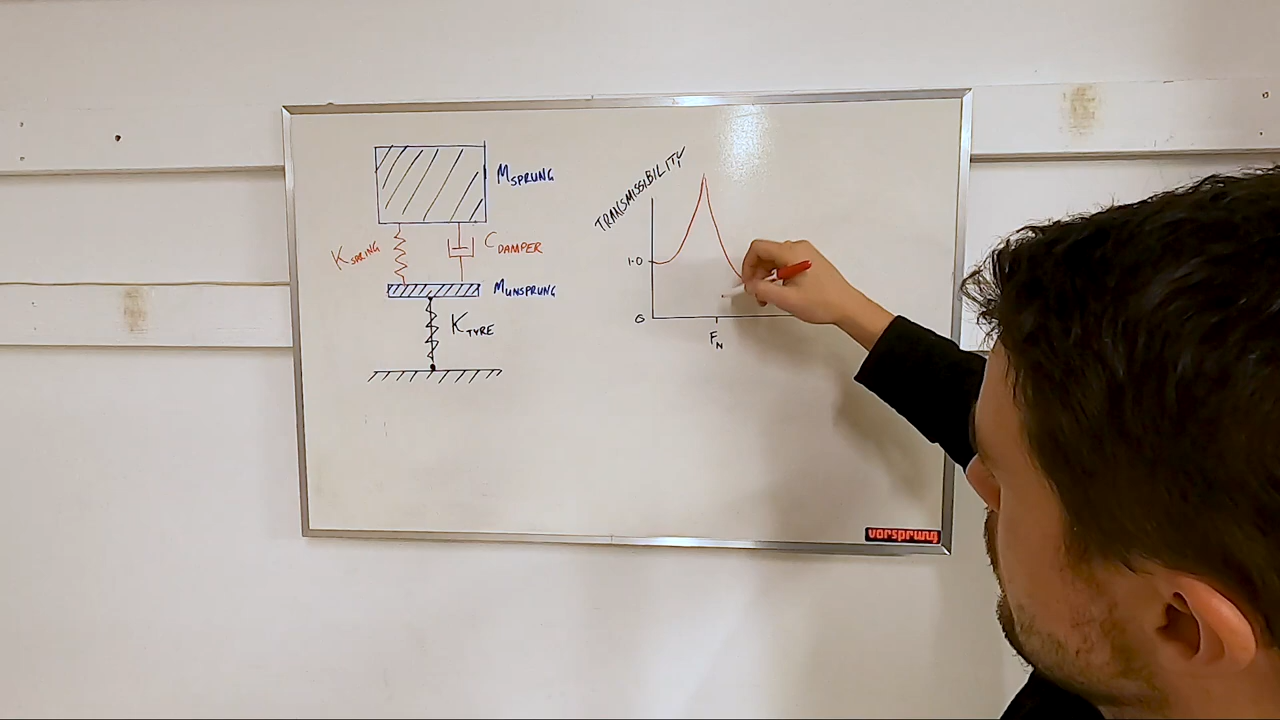 MSPRUNG
KSPRING
CDAMPER
MUNSPRUNG
KTYRE
TRANSMISSIBILITY
1.0
0
FN
vorsprung